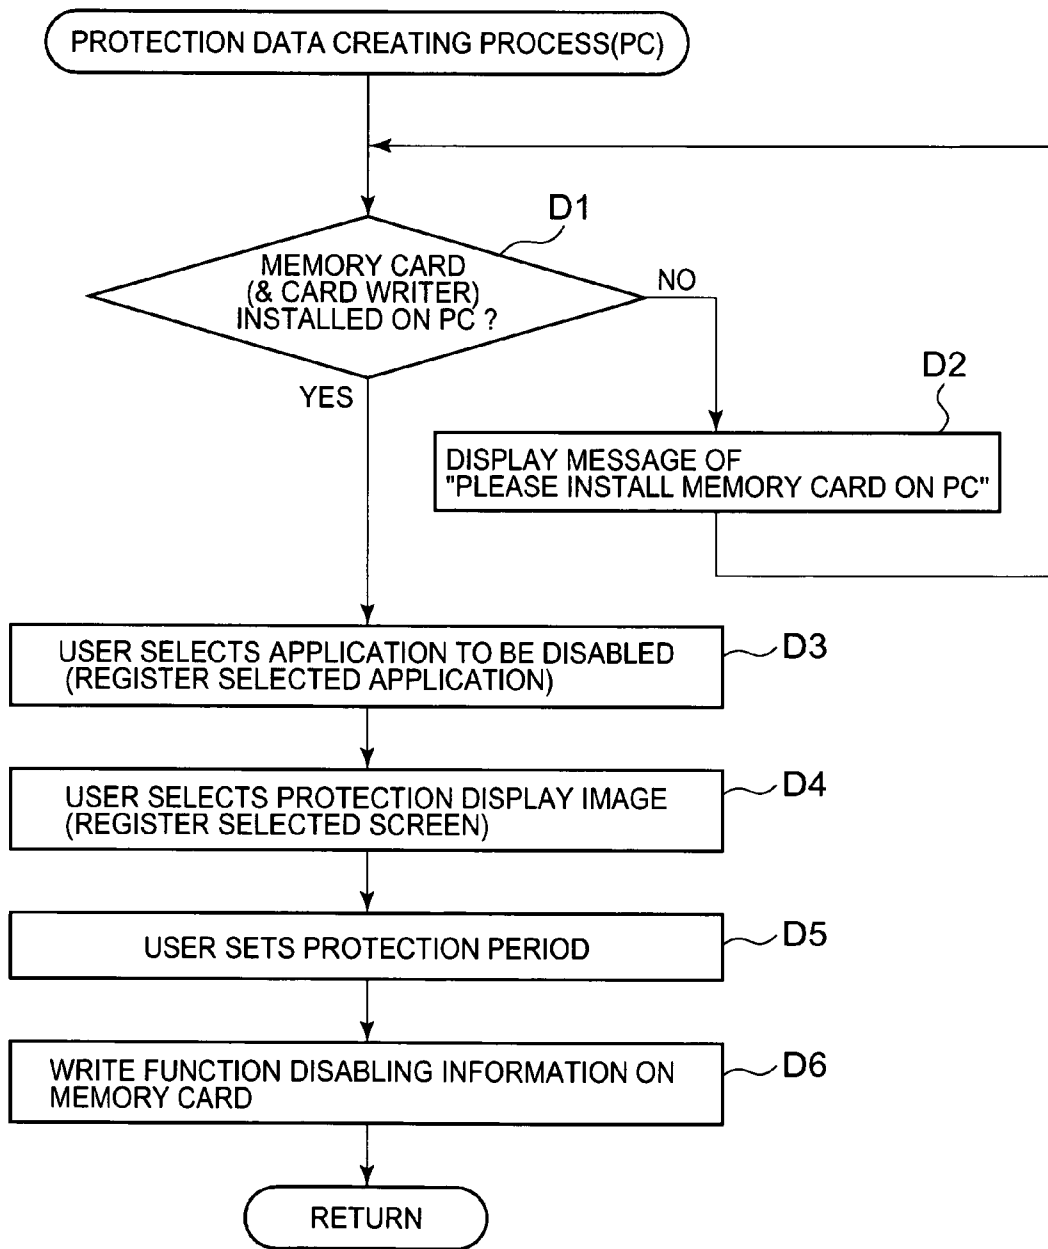 PROTECTION DATA CREATING PROCESS(PC)
D1
MEMORY CARD
(& CARD WRITER)
INSTALLED ON PC ?
NO
YES
D2
DISPLAY MESSAGE OF
"PLEASE INSTALL MEMORY CARD ON PC"
USER SELECTS APPLICATION TO BE DISABLED
(REGISTER SELECTED APPLICATION)
D3
USER SELECTS PROTECTION DISPLAY IMAGE
(REGISTER SELECTED SCREEN)
D4
USER SETS PROTECTION PERIOD
D5
WRITE FUNCTION DISABLING INFORMATION ON
MEMORY CARD
D6
RETURN